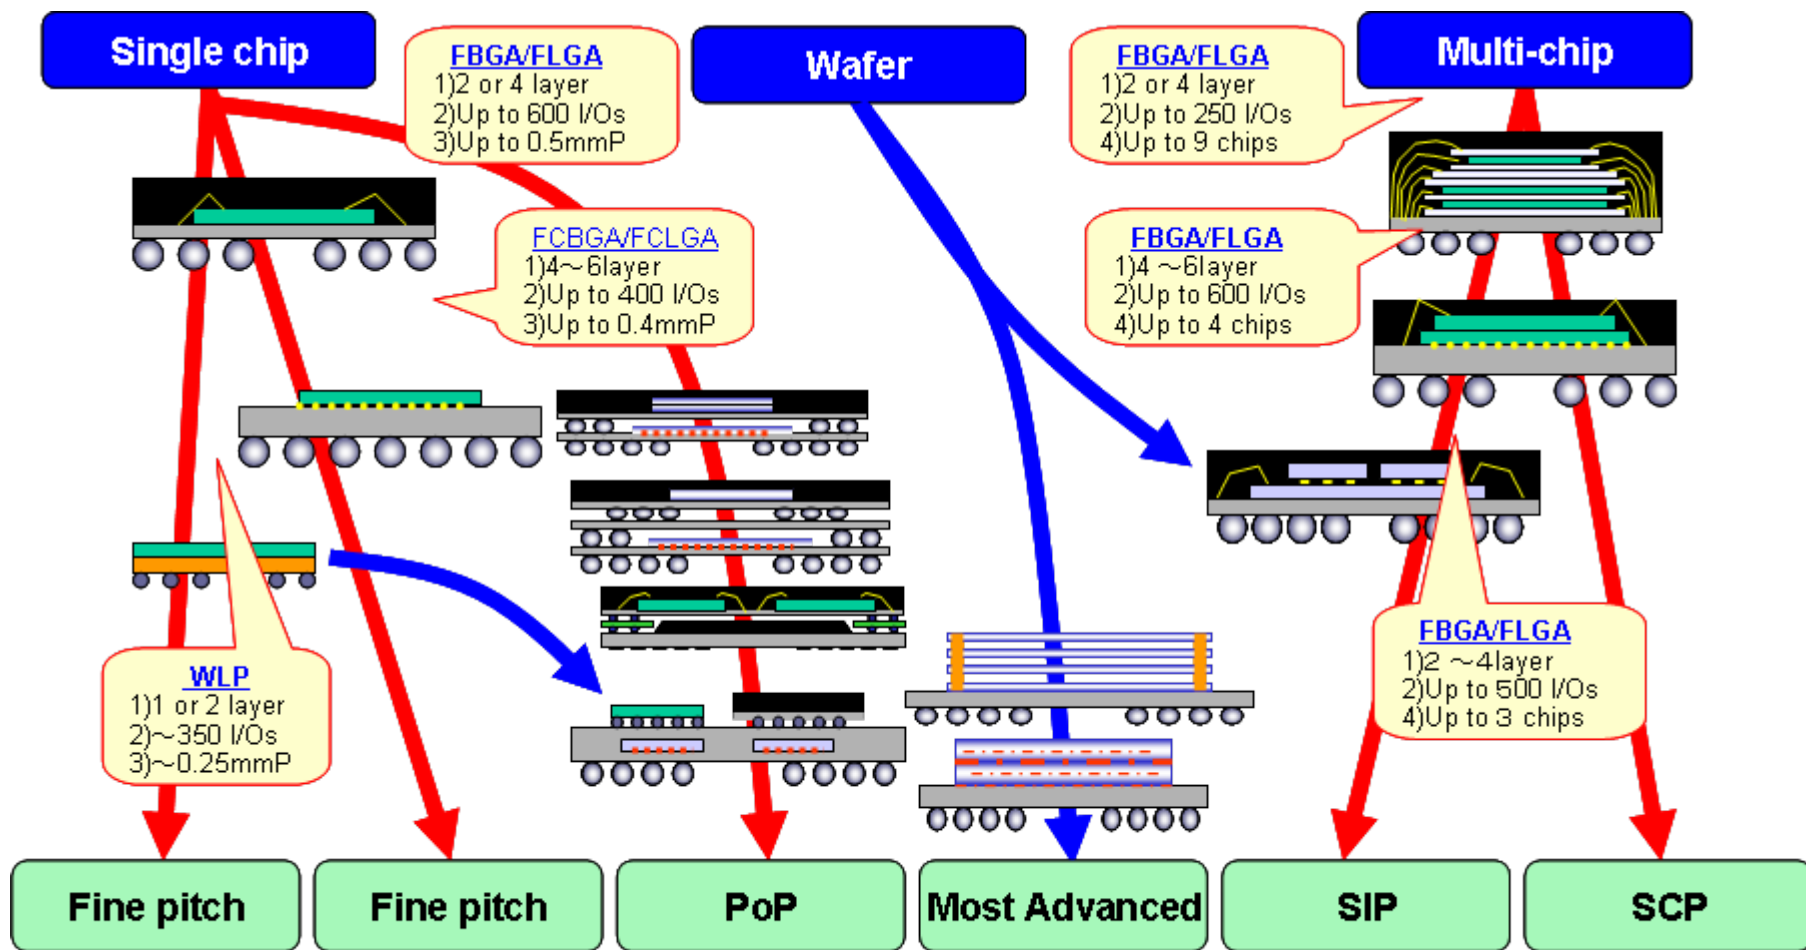 Single chip
FBGA/FLGA
1)2 or 4 layer
2)Up to 600 I/Os
3)Up to 0.5mmP
Wafer
FBGA/FLGA
1)2 or 4 layer
2)Up to 250 I/Os
4)Up to 9 chips
Multi-chip
FCBGA/FCLGA
1)4～6layer
2)Up to 400 I/Os
3)Up to 0.4mmP
FBGA/FLGA
1)4 ～6layer
2)Up to 600 I/Os
4)Up to 4 chips
WLP
1)1 or 2 layer
2)～350 I/Os
3)～0.25mmP
FBGA/FLGA
1)2 ～4layer
2)Up to 500 I/Os
4)Up to 3 chips
Fine pitch
Fine pitch
PoP
Most Advanced
SIP
SCP